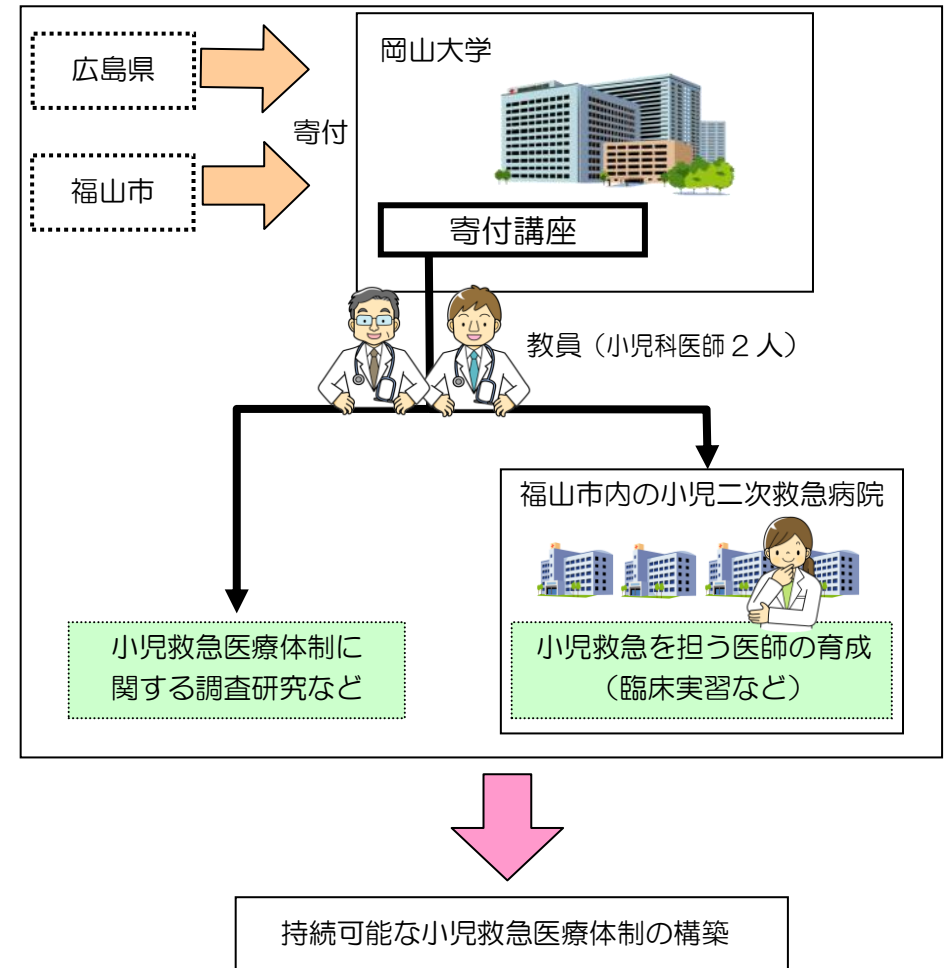 広島県
岡山大学
寄付
福山市
寄付講座
教員（小児科医師２人）
福山市内の小児二次救急病院
小児救急医療体制に
関する調査研究など
小児救急を担う医師の育成
（臨床実習など）
持続可能な小児救急医療体制の構築